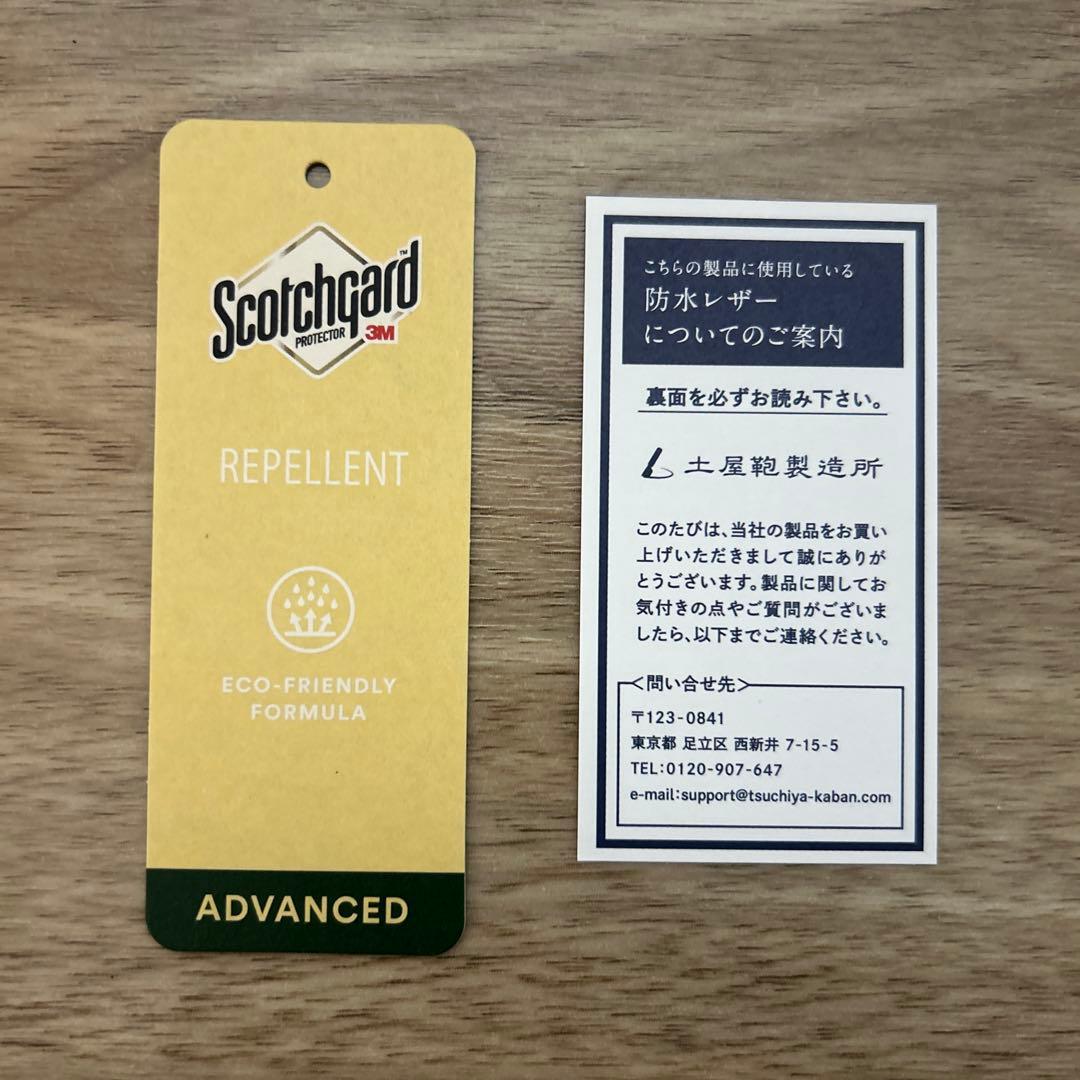 Scotchgard™
PROTECTOR 3M
REPELLENT
ECO-FRIENDLY
FORMULA
ADVANCED
こちらの製品に使用している
防水レザー
についてのご案内
裏面を必ずお読み下さい。
土屋鞄製造所
このたびは、当社の製品をお買い
上げいただきまして誠にありが
とうございます。製品に関してお
気付きの点やご質問がございま
したら、以下までご連絡ください。
<問い合せ先>
〒123-0841
東京都 足立区 西新井 7-15-5
TEL:0120-907-647
e-mail:support@tsuchiya-kaban.com